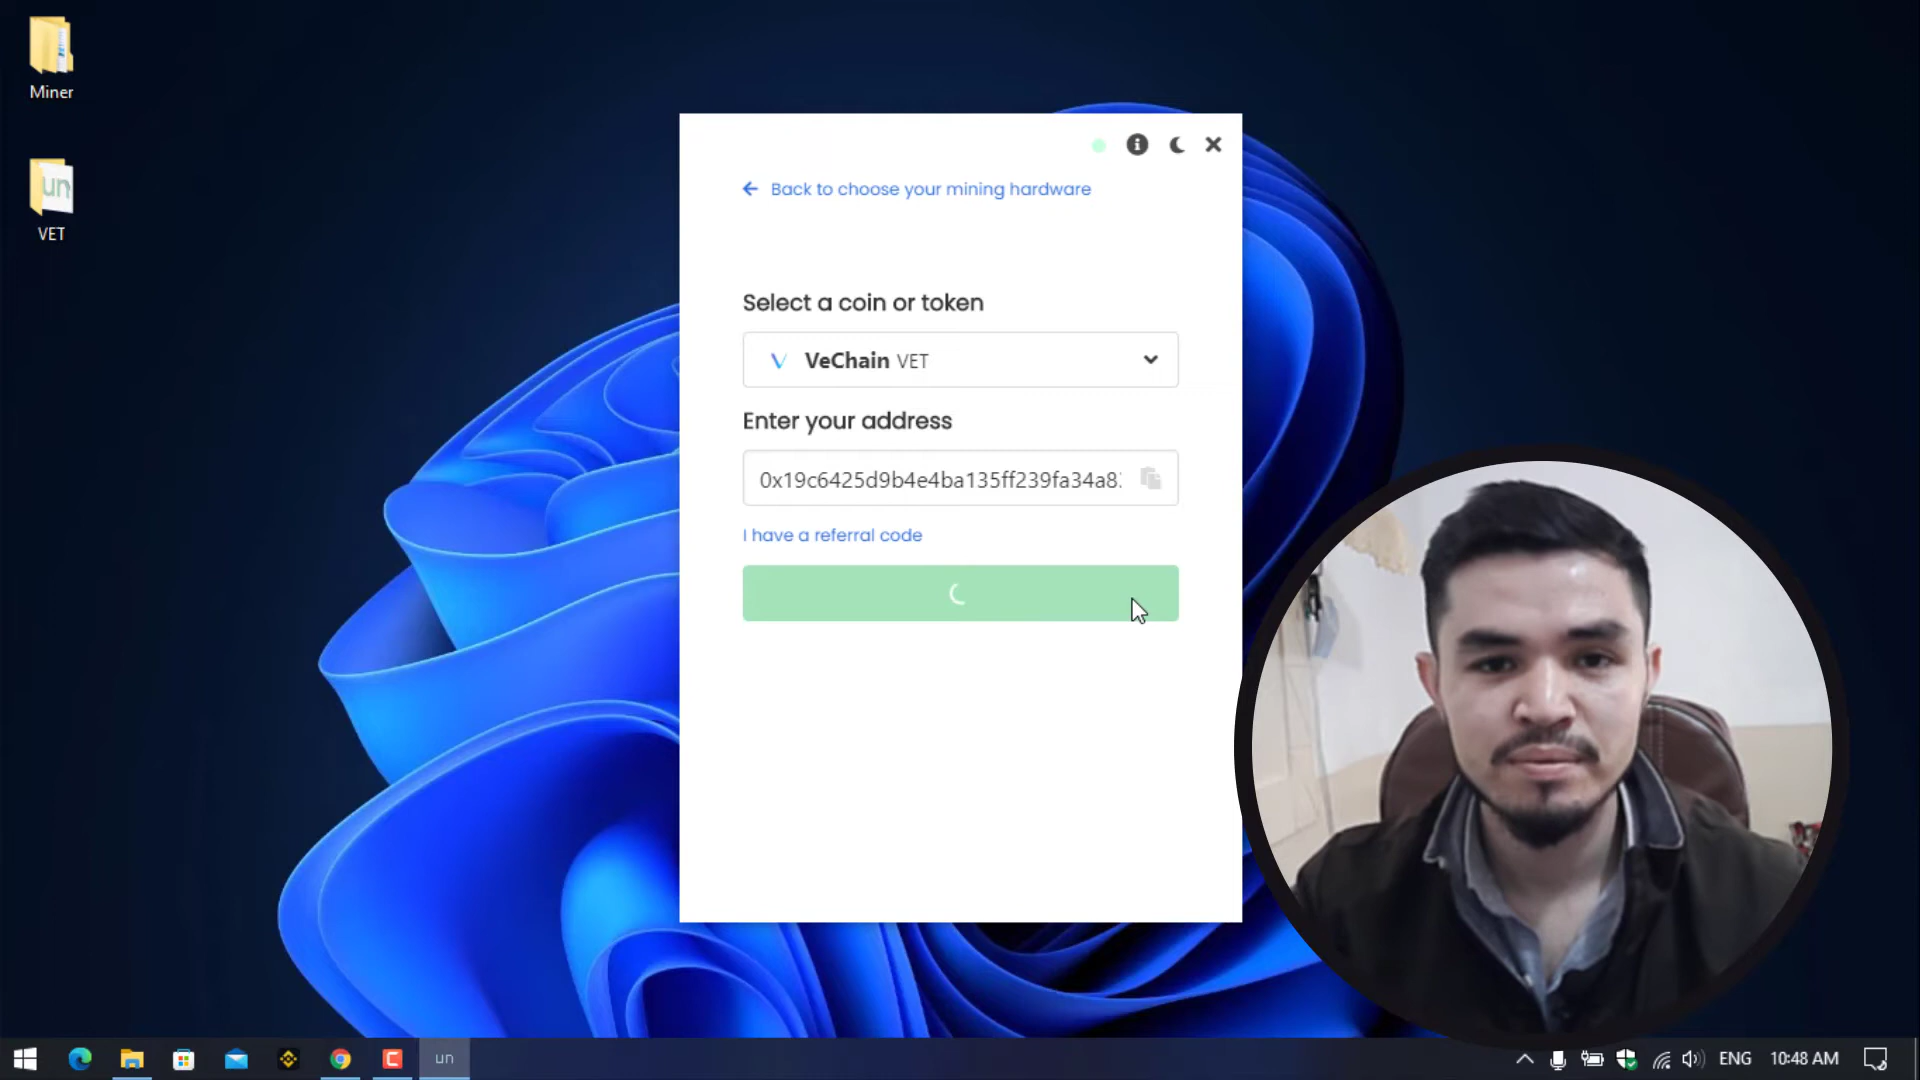 Miner
un
VET
Back to choose your mining hardware
Select a coin or token
VeChain VET
Enter your address
0x19c6425d9b4e4ba135ff239fa34a8
I have a referral code
un
ENG
10:48 AM